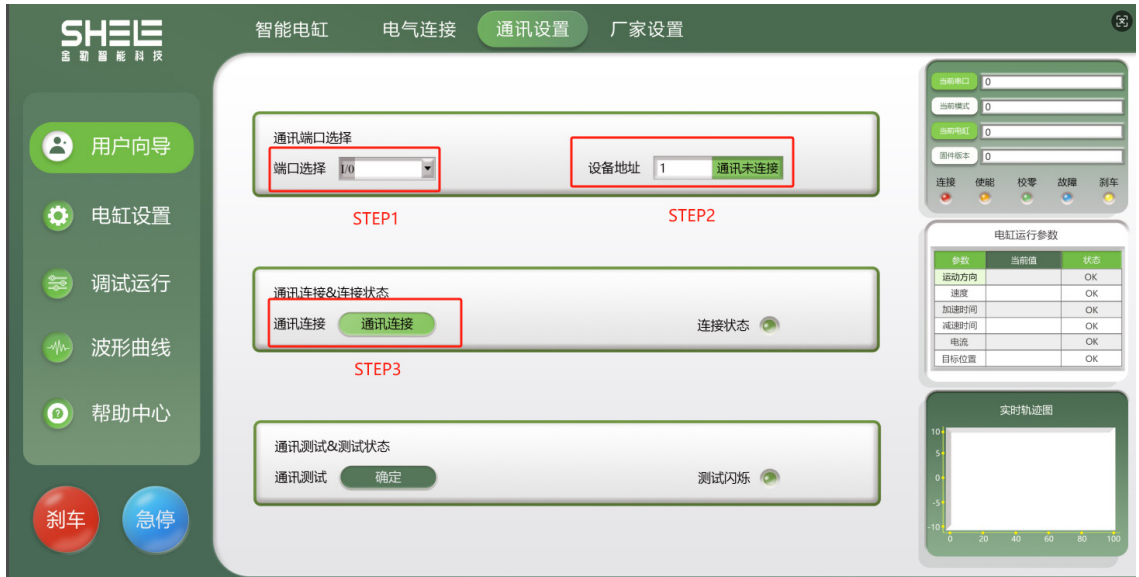 SHELE
舍勒智能科技
智能电缸 电气连接 通讯设置 厂家设置
用户向导
电缸设置
调试运行
波形曲线
帮助中心
刹车 急停
通讯端口选择
端口选择 I/0 设备地址 1 通讯未连接
STEP1 STEP2
通讯连接&连接状态
通讯连接 通讯连接 连接状态
STEP3
通讯测试&测试状态
通讯测试 确定 测试闪烁
当前串口 0
当前模式 0
当前电缸 0
固件版本 0
连接 使能 校零 故障 刹车
电缸运行参数
参数 当前值 状态
运动方向 OK
速度 OK
加速时间 OK
减速时间 OK
电流 OK
目标位置 OK
实时轨迹图
10
5
0
-5
-10
0 20 40 60 80 100